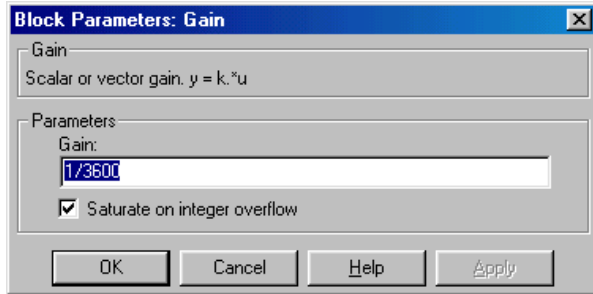 Block Parameters: Gain
Gain
Scalar or vector gain. y = k.*u
Parameters
Gain:
1/3600
Saturate on integer overflow
OK Cancel Help Apply